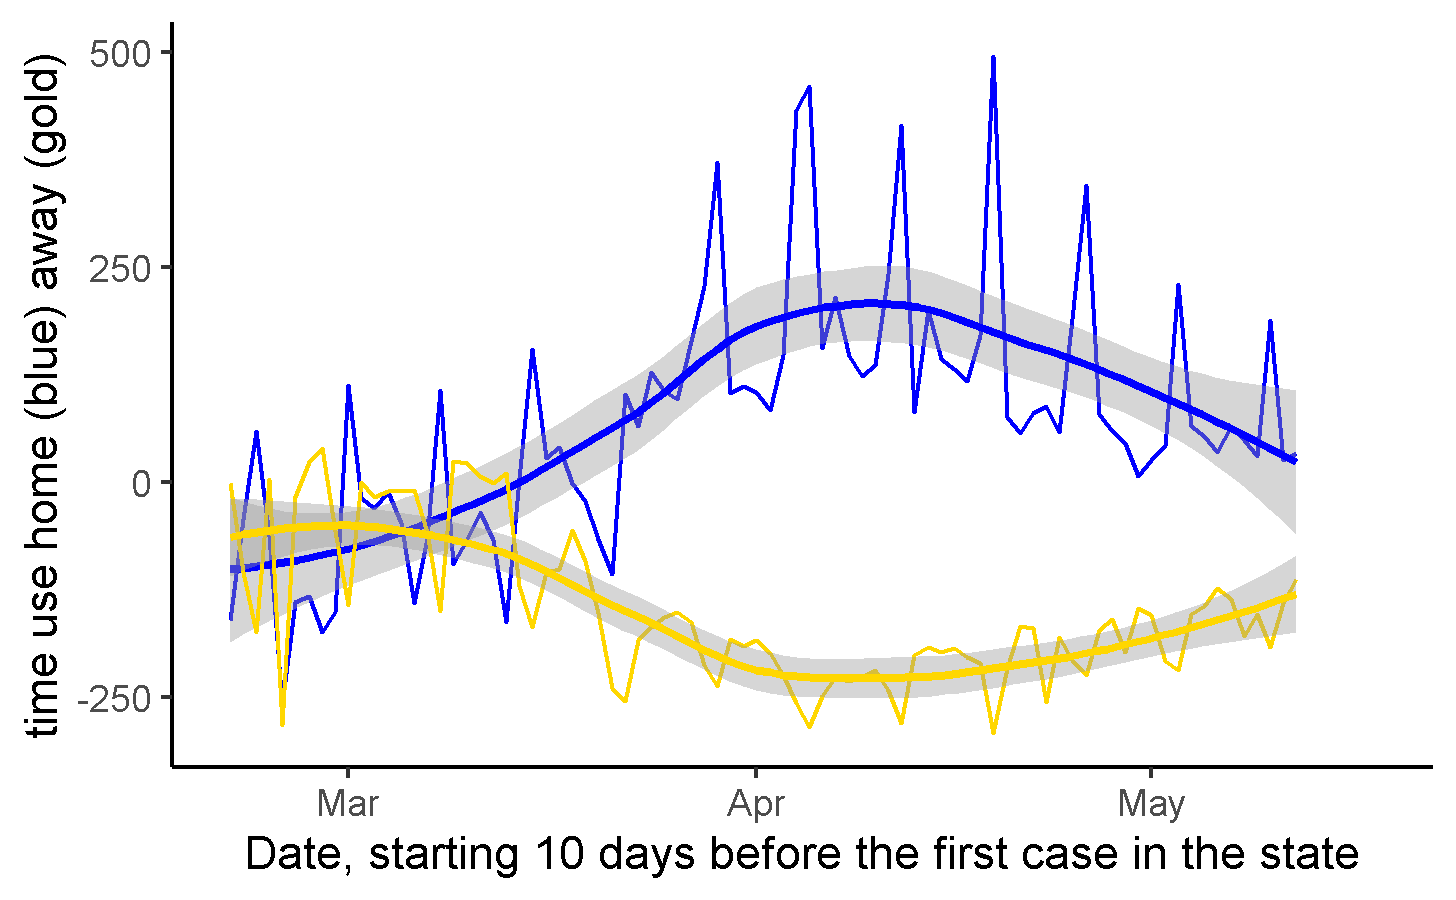 time use home (blue) away (gold)
500
250
0
-250
Mar Apr May
Date, starting 10 days before the first case in the state